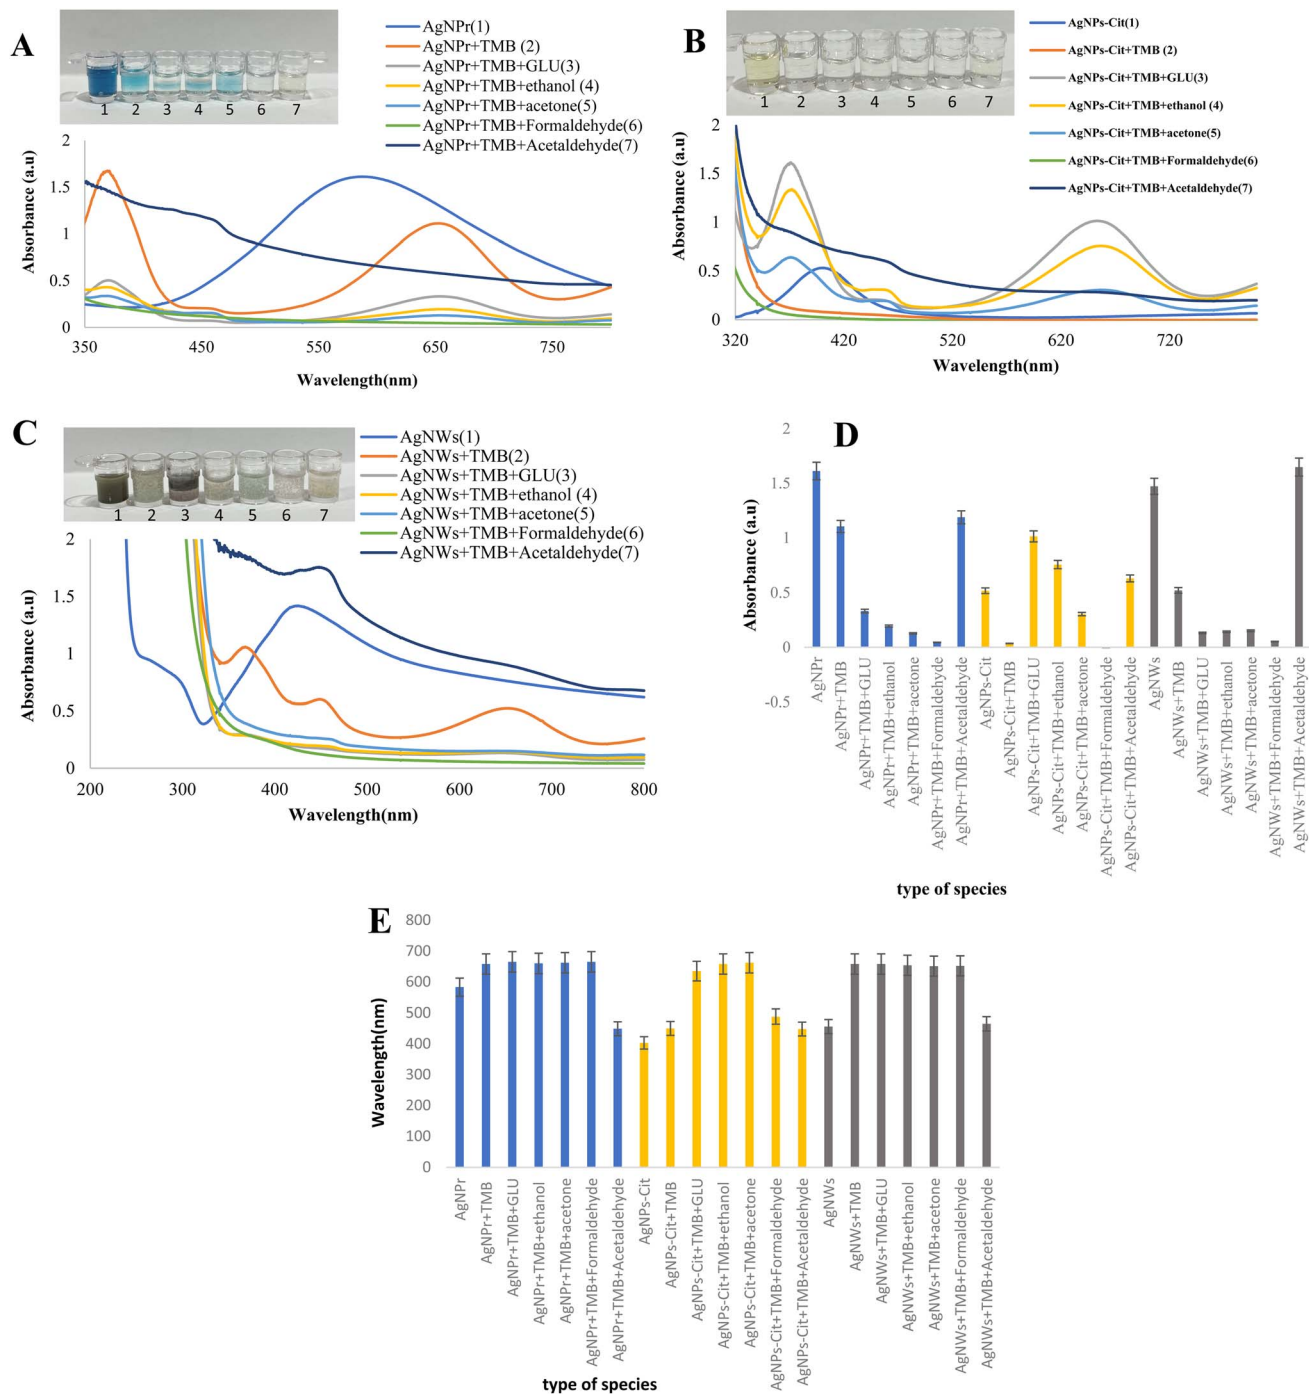 A
1 2 3 4 5 6 7
AgNPr(1)
AgNPr+TMB (2)
AgNPr+TMB+GLU(3)
AgNPr+TMB+ethanol (4)
AgNPr+TMB+acetone(5)
AgNPr+TMB+Formaldehyde(6)
AgNPr+TMB+Acetaldehyde(7)
Absorbance (a.u)
2
1.5
1
0.5
0
350 450 550 650 750
Wavelength(nm)
B
1 2 3 4 5 6 7
AgNPs-Cit(1)
AgNPs-Cit+TMB (2)
AgNPs-Cit+TMB+GLU(3)
AgNPs-Cit+TMB+ethanol (4)
AgNPs-Cit+TMB+acetone(5)
AgNPs-Cit+TMB+Formaldehyde(6)
AgNPs-Cit+TMB+Acetaldehyde(7)
Absorbance (a.u)
2
1.5
1
0.5
0
320 420 520 620 720
Wavelength(nm)
C
1 2 3 4 5 6 7
AgNWs(1)
AgNWs+TMB(2)
AgNWs+TMB+GLU(3)
AgNWs+TMB+ethanol (4)
AgNWs+TMB+acetone(5)
AgNWs+TMB+Formaldehyde(6)
AgNWs+TMB+Acetaldehyde(7)
Absorbance (a.u)
2
1.5
1
0.5
0
200 300 400 500 600 700 800
Wavelength(nm)
D
Absorbance (a.u)
2
1.5
1
0.5
0
-0.5
AgNPr
AgNPr+TMB
AgNPr+TMB+GLU
AgNPr+TMB+ethanol
AgNPr+TMB+acetone
AgNPr+TMB+Formaldehyde
AgNPr+TMB+Acetaldehyde
AgNPs-Cit
AgNPs-Cit+TMB
AgNPs-Cit+TMB+GLU
AgNPs-Cit+TMB+ethanol
AgNPs-Cit+TMB+acetone
AgNPs-Cit+TMB+Formaldehyde
AgNPs-Cit+TMB+Acetaldehyde
AgNWs
AgNWs+TMB
AgNWs+TMB+GLU
AgNWs+TMB+ethanol
AgNWs+TMB+acetone
AgNWs+TMB+Formaldehyde
AgNWs+TMB+Acetaldehyde
type of species
E
Wavelength(nm)
800
700
600
500
400
300
200
100
0
AgNPr
AgNPr+TMB
AgNPr+TMB+GLU
AgNPr+TMB+ethanol
AgNPr+TMB+acetone
AgNPr+TMB+Formaldehyde
AgNPr+TMB+Acetaldehyde
AgNPs-Cit
AgNPs-Cit+TMB
AgNPs-Cit+TMB+GLU
AgNPs-Cit+TMB+ethanol
AgNPs-Cit+TMB+acetone
AgNPs-Cit+TMB+Formaldehyde
AgNPs-Cit+TMB+Acetaldehyde
AgNWs
AgNWs+TMB
AgNWs+TMB+GLU
AgNWs+TMB+ethanol
AgNWs+TMB+acetone
AgNWs+TMB+Formaldehyde
AgNWs+TMB+Acetaldehyde
type of species